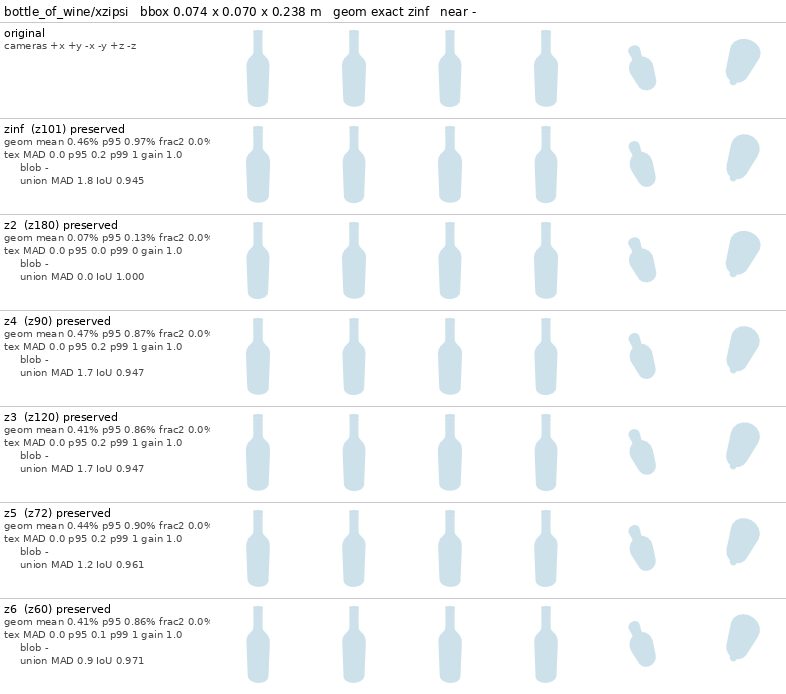 bottle_of_wine/xzipsi bbox 0.074 x 0.070 x 0.238 m geom exact zinf near -
original
cameras +x +y -x -y +z -z
zinf (z101) preserved
geom mean 0.46% p95 0.97% frac2 0.0%
tex MAD 0.0 p95 0.2 p99 1 gain 1.0
blob -
union MAD 1.8 IoU 0.945
z2 (z180) preserved
geom mean 0.07% p95 0.13% frac2 0.0%
tex MAD 0.0 p95 0.0 p99 0 gain 1.0
blob -
union MAD 0.0 IoU 1.000
z4 (z90) preserved
geom mean 0.47% p95 0.87% frac2 0.0%
tex MAD 0.0 p95 0.2 p99 1 gain 1.0
blob -
union MAD 1.7 IoU 0.947
z3 (z120) preserved
geom mean 0.41% p95 0.86% frac2 0.0%
tex MAD 0.0 p95 0.2 p99 1 gain 1.0
blob -
union MAD 1.7 IoU 0.947
z5 (z72) preserved
geom mean 0.44% p95 0.90% frac2 0.0%
tex MAD 0.0 p95 0.2 p99 1 gain 1.0
blob -
union MAD 1.2 IoU 0.961
z6 (z60) preserved
geom mean 0.41% p95 0.86% frac2 0.0%
tex MAD 0.0 p95 0.1 p99 1 gain 1.0
blob -
union MAD 0.9 IoU 0.971